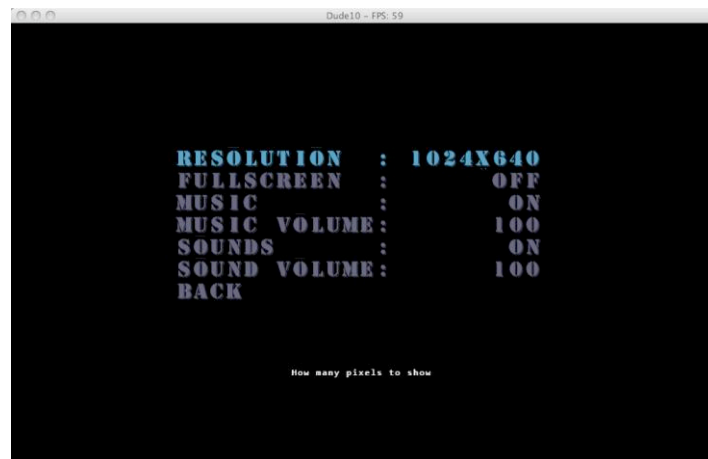 Dude10 - FPS: 59
RESOLUTION : 1024X640
FULLSCREEN : OFF
MUSIC : ON
MUSIC VOLUME: 100
SOUNDS : ON
SOUND VOLUME: 100
BACK
How many pixels to show